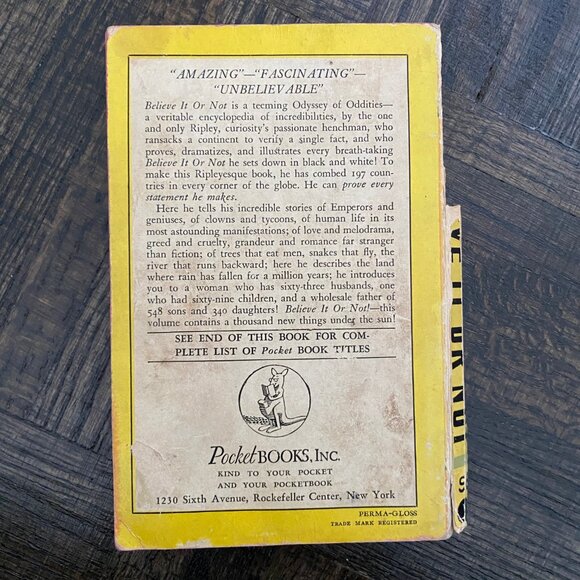 "AMAZING"—"FASCINATING"—
"UNBELIEVABLE"
Believe It Or Not is a teeming Odyssey of Oddities—
a veritable encyclopedia of incredibilities, by the one
and only Ripley, curiosity's passionate henchman, who
ransacks a continent to verify a single fact, and who
proves, dramatizes, and illustrates every breath-taking
Believe It Or Not he sets down in black and white! To
make this Ripleyesque book, he has combed 197 coun-
tries in every corner of the globe. He can prove every
statement he makes.
Here he tells his incredible stories of Emperors and
geniuses, of clowns and tycoons, of human life in its
most astounding manifestations; of love and melodrama,
greed and cruelty, grandeur and romance far stranger
than fiction; of trees that eat men, snakes that fly, the
river that runs backward; here he describes the land
where rain has fallen for a million years; he introduces
you to a woman who has sixty-three husbands, one
who had sixty-nine children, and a wholesale father of
548 sons and 340 daughters! Believe It Or Not!—this
volume contains a thousand new things under the sun!
SEE END OF THIS BOOK FOR COM-
PLETE LIST OF Pocket BOOK TITLES
Pocket BOOKS, INC.
KIND TO YOUR POCKET
AND YOUR POCKETBOOK
1230 Sixth Avenue, Rockefeller Center, New York
PERMA-GLOSS
TRADE MARK REGISTERED
VE IT OR NOT